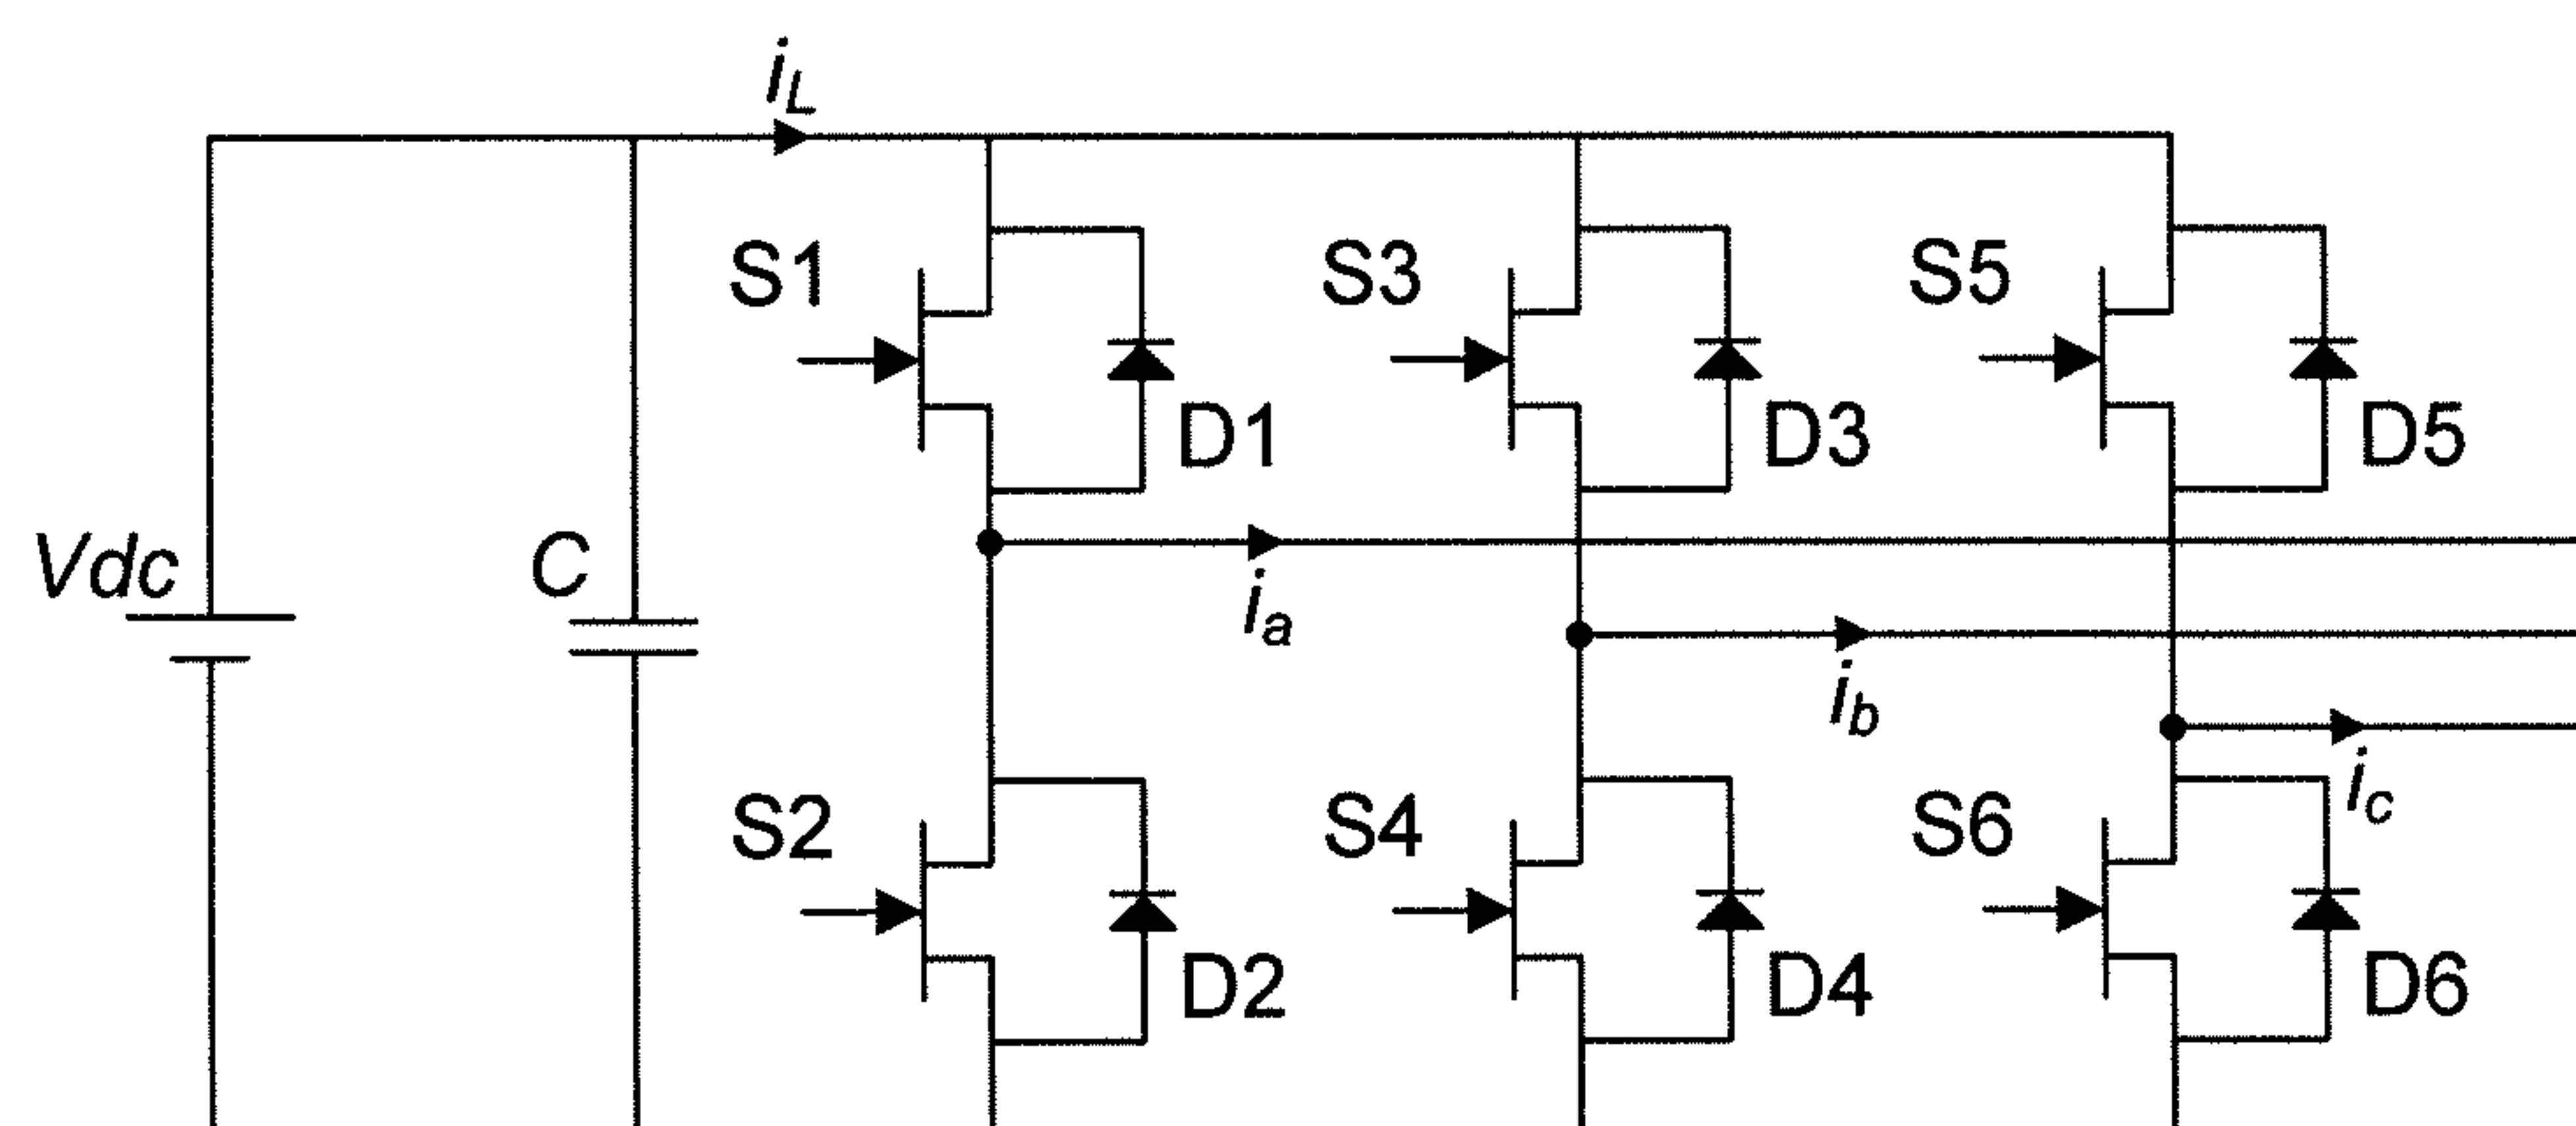 iL
S1 S3 S5
D1 D3 D5
Vdc C
ia
ib
ic
S2 S4 S6
D2 D4 D6